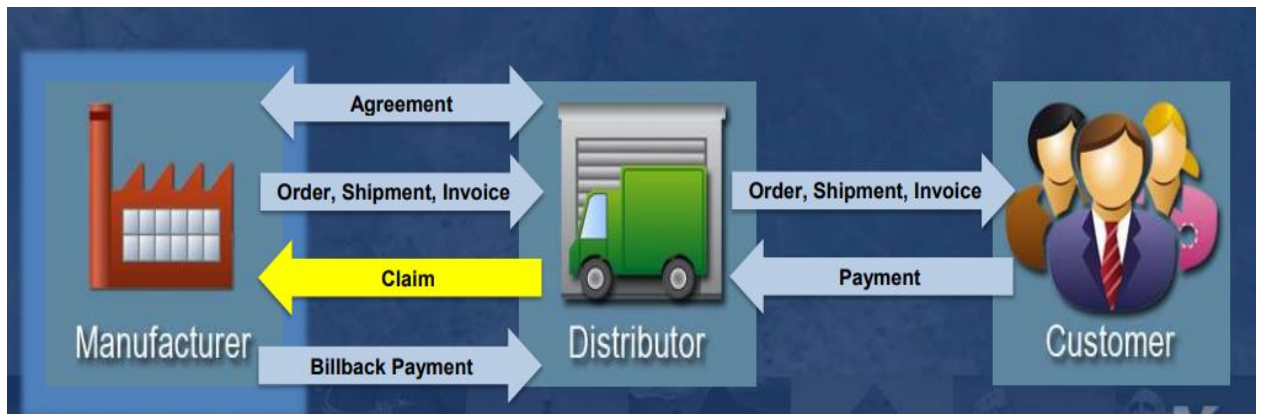 Agreement
Order, Shipment, Invoice
Order, Shipment, Invoice
Claim
Payment
Manufacturer
Distributor
Customer
Billback Payment